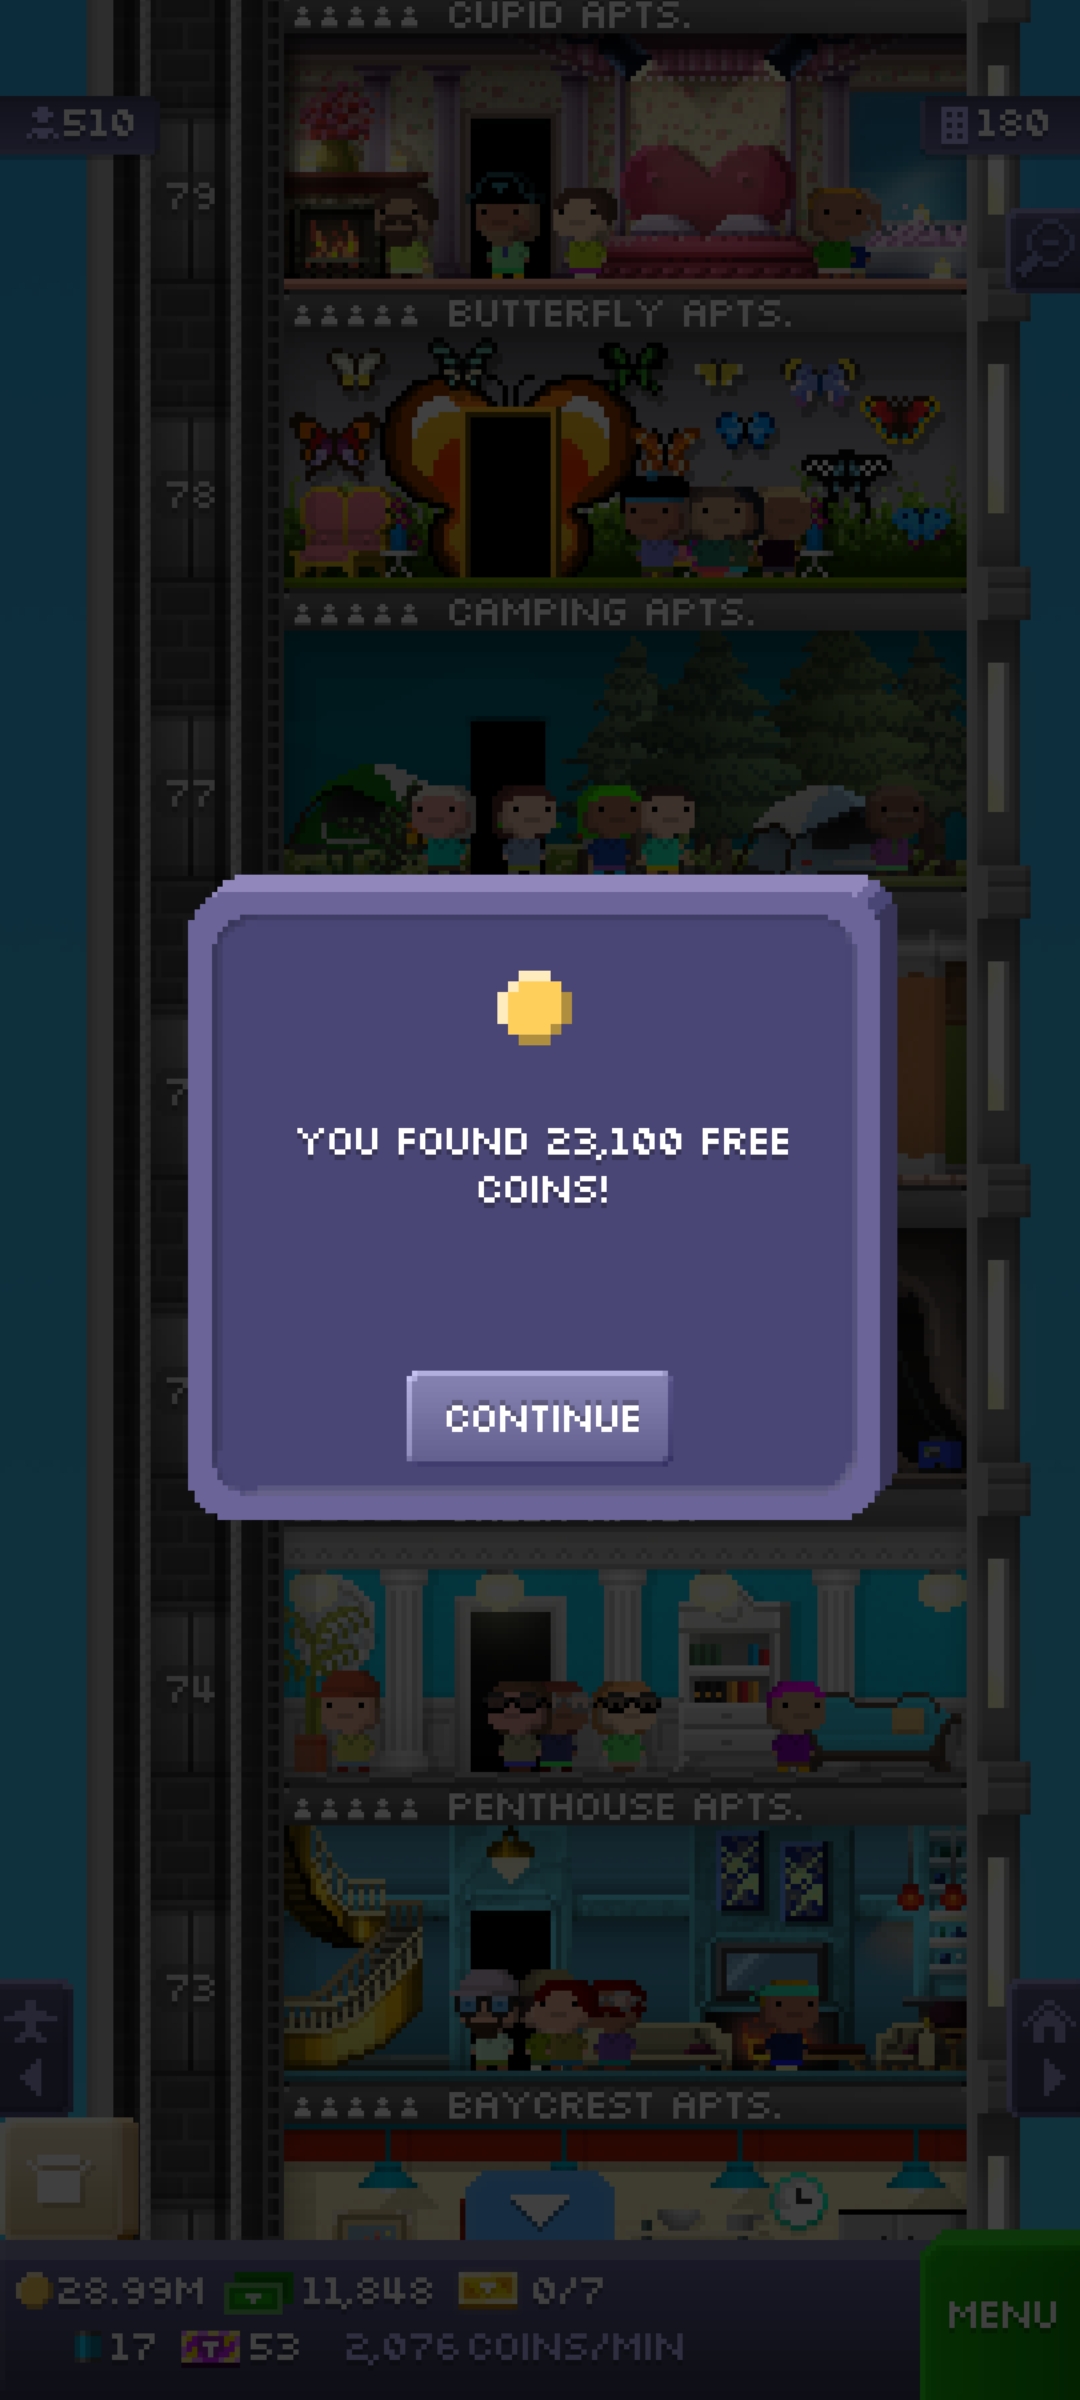 CUPID APTS.
510
180
79
BUTTERFLY APTS.
78
CAMPING APTS.
77
YOU FOUND 23,100 FREE
COINS!
CONTINUE
74
PENTHOUSE APTS.
73
BAYCREST APTS.
28.99M 11,848 0/7
MENU
17 T 53 2,076 COINS/MIN